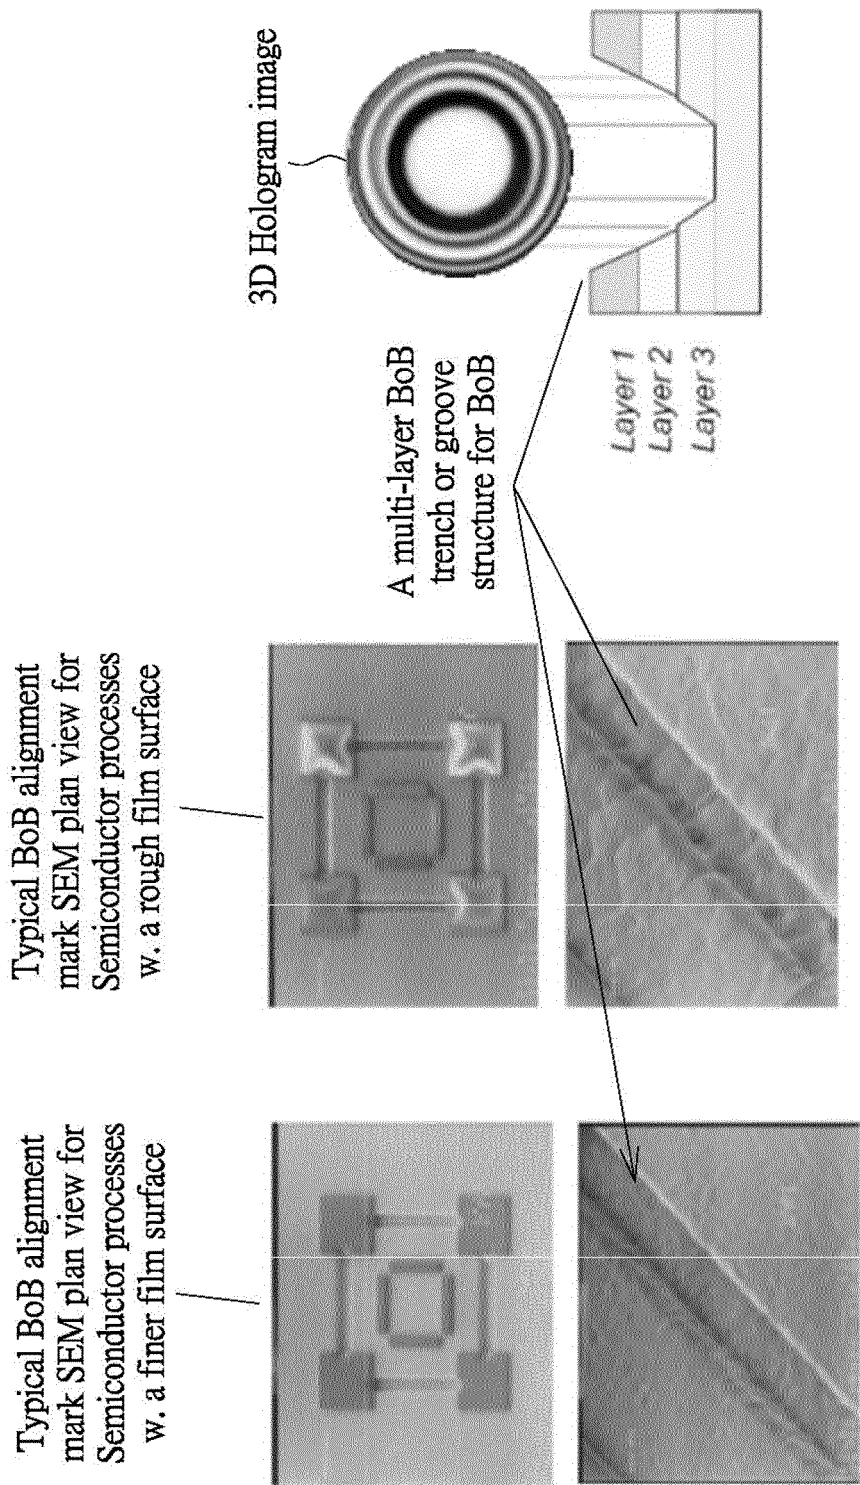 Typical BoB alignment
mark SEM plan view for
Semiconductor processes
w. a finer film surface
Typical BoB alignment
mark SEM plan view for
Semiconductor processes
w. a rough film surface
A multi-layer BoB
trench or groove
structure for BoB
3D Hologram image
Layer 1
Layer 2
Layer 3